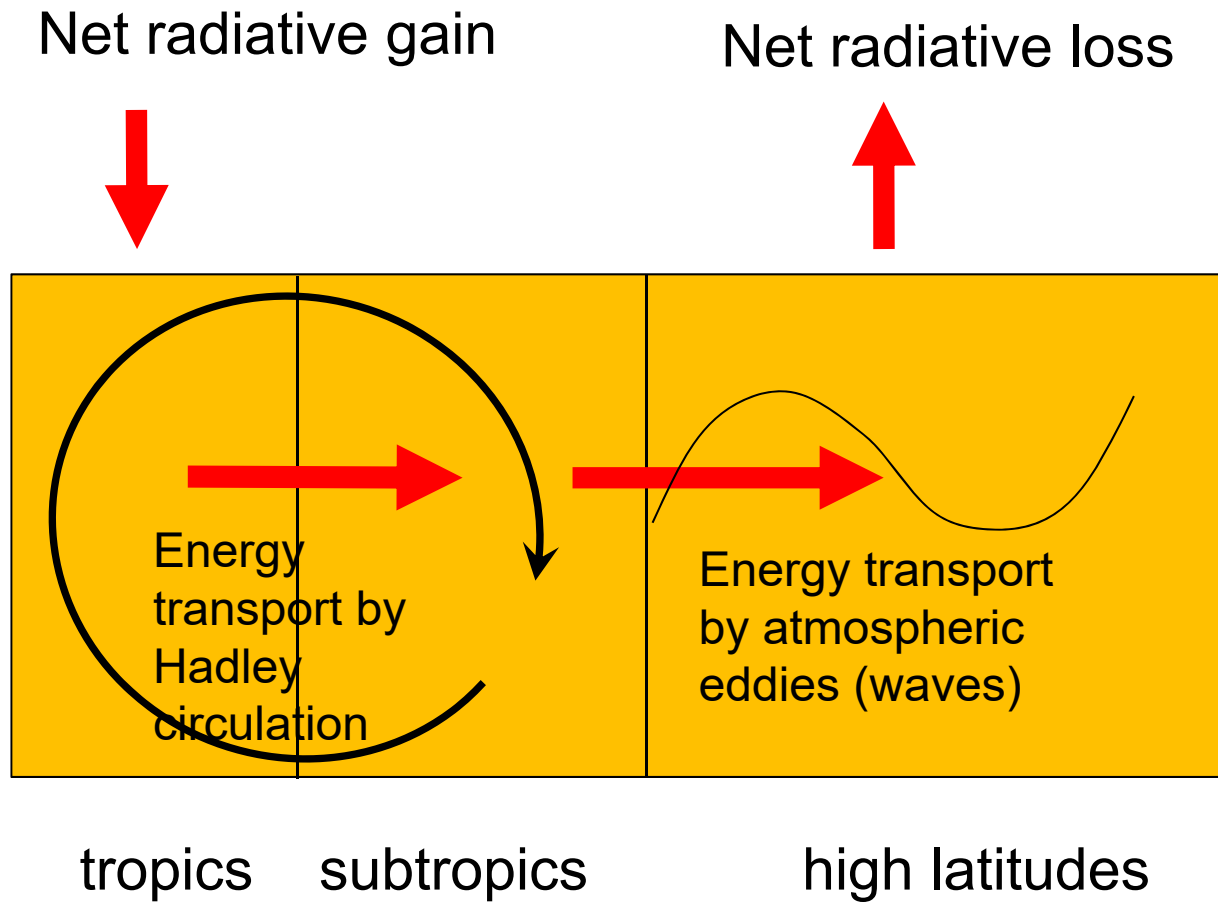 Net radiative gain
Net radiative loss
Energy
transport by
Hadley
circulation
Energy transport
by atmospheric
eddies (waves)
tropics
subtropics
high latitudes